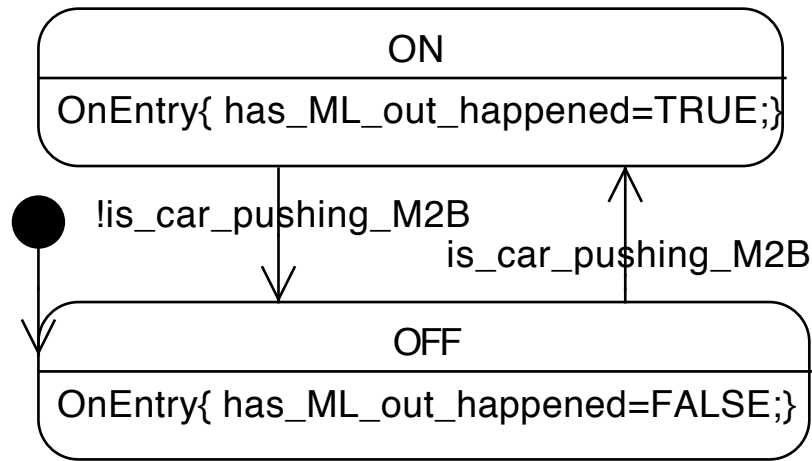 ON
OnEntry{ has_ML_out_happened=TRUE;}
!is_car_pushing_M2B
is_car_pushing_M2B
OFF
OnEntry{ has_ML_out_happened=FALSE;}